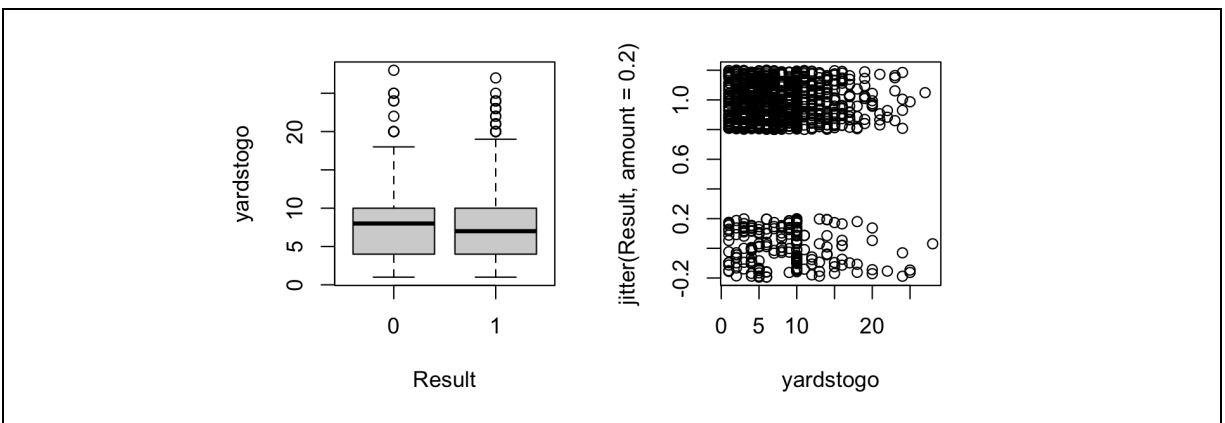 yardstogo
0 5 10 20
0 1
Result
jitter(Result, amount = 0.2)
-0.2 0.2 0.6 1.0
0 5 10 20
yardstogo